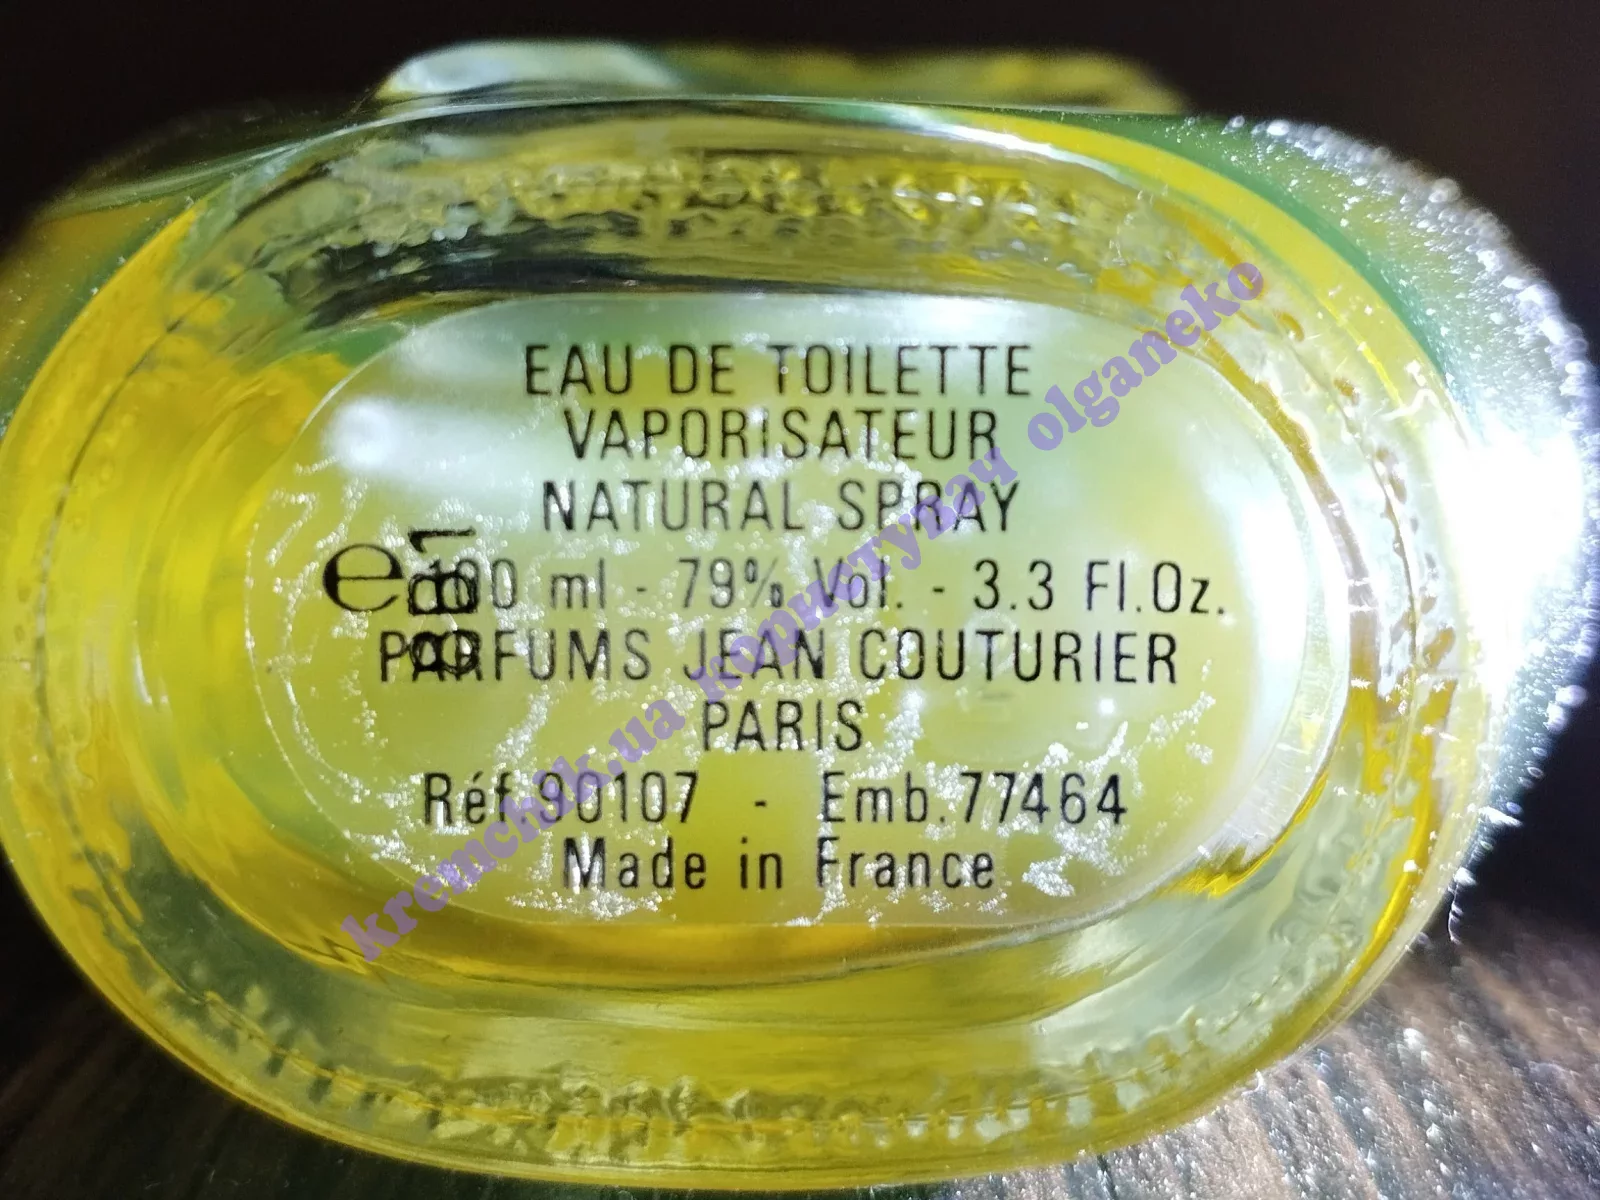 EAU DE TOILETTE
VAPORISATEUR
NATURAL SPRAY
℮ 100 ml - 79% Vol. - 3.3 Fl.Oz.
PARFUMS JEAN COUTURIER
PARIS
Réf.90107 - Emb.77464
Made in France
kremchik.ua користувач olganeko